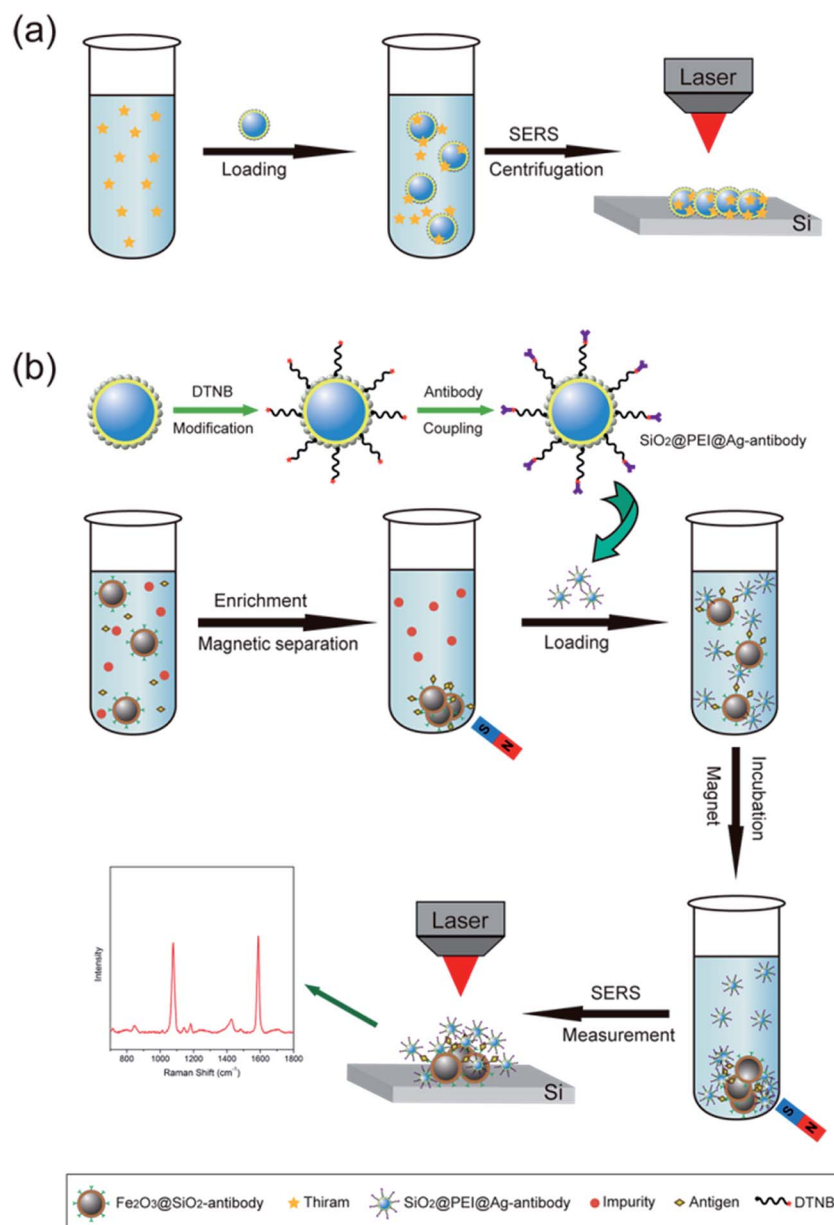 (a)
Loading
SERS
Centrifugation
Laser
Si
(b)
DTNB
Modification
Antibody
Coupling
SiO₂@PEI@Ag-antibody
Enrichment
Magnetic separation
S N
Loading
Incubation
Magnet
Intensity
800 1000 1200 1400 1600 1800
Raman Shift (cm⁻¹)
Laser
Si
SERS
Measurement
S N
Fe₂O₃@SiO₂-antibody Thiram SiO₂@PEI@Ag-antibody Impurity Antigen DTNB